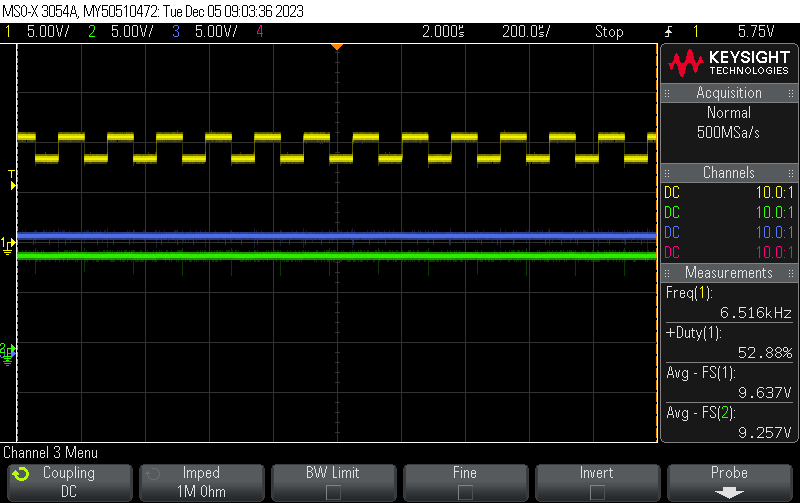 MSO-X 3054A, MY50510472: Tue Dec 05 09:03:36 2023
1 5.00V/ 2 5.00V/ 3 5.00V/ 4 2.000s 200.0s/ Stop 1 5.75V
KEYSIGHT
TECHNOLOGIES
Acquisition
Normal
500MSa/s
Channels
DC 10.0:1
DC 10.0:1
DC 10.0:1
DC 10.0:1
Measurements
Freq(1):
6.516kHz
+Duty(1):
52.88%
Avg - FS(1):
9.637V
Avg - FS(2):
9.257V
T
1
2
Channel 3 Menu
Coupling
DC
Imped
1M Ohm
BW Limit
Fine
Invert
Probe